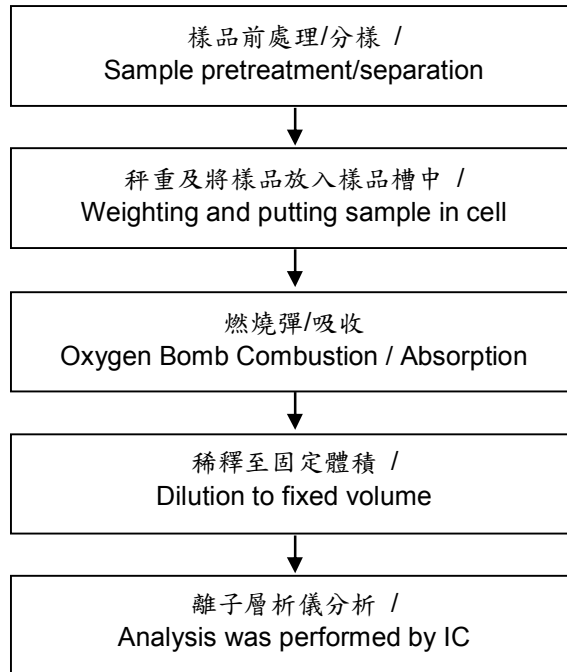 樣品前處理/分樣 /
Sample pretreatment/separation
秤重及將樣品放入樣品槽中 /
Weighting and putting sample in cell
燃燒彈/吸收
Oxygen Bomb Combustion / Absorption
稀釋至固定體積 /
Dilution to fixed volume
離子層析儀分析 /
Analysis was performed by IC